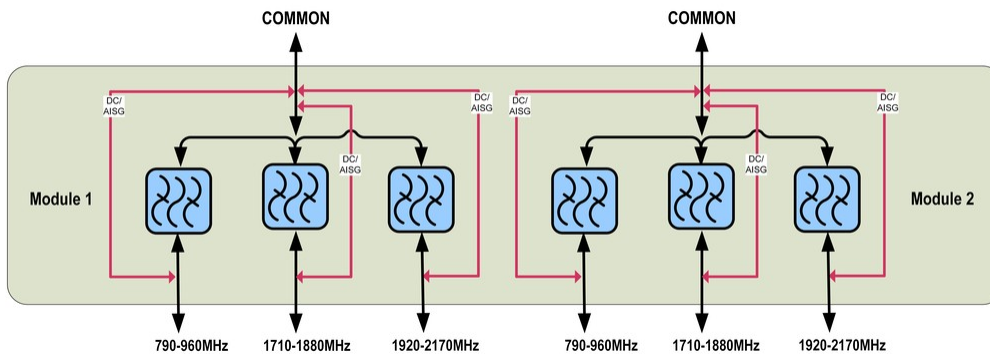 COMMON
COMMON
DC/
AISG
DC/
AISG
DC/
AISG
DC/
AISG
DC/
AISG
DC/
AISG
Module 1
Module 2
790-960MHz
1710-1880MHz
1920-2170MHz
790-960MHz
1710-1880MHz
1920-2170MHz